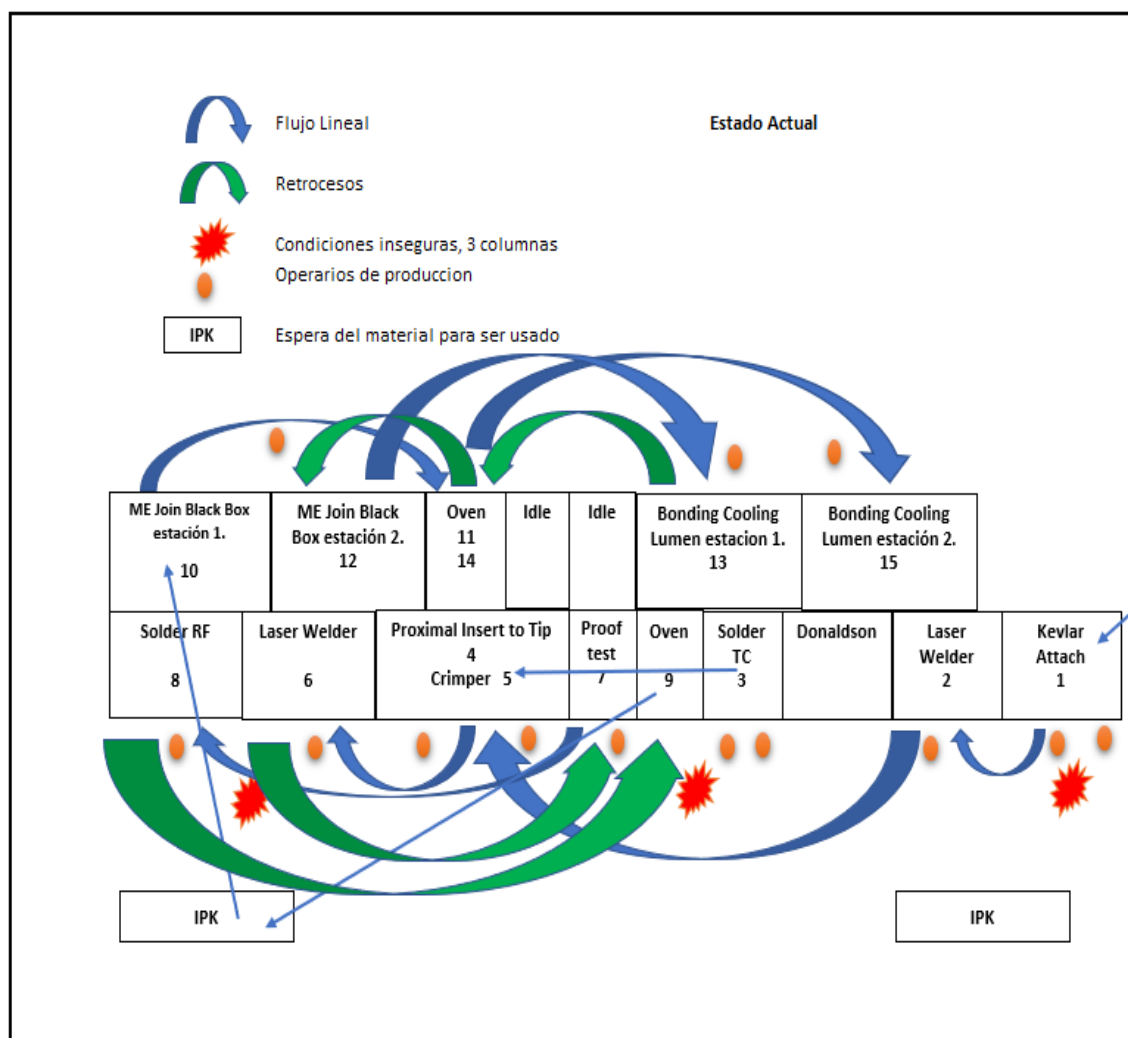 Flujo Lineal
Estado Actual
Retrocesos
Condiciones inseguras, 3 columnas
Operarios de produccion
IPK
Espera del material para ser usado
ME Join Black Box
estación 1.
10
ME Join Black
Box estación 2.
12
Oven
11
14
Idle
Idle
Bonding Cooling
Lumen estacion 1.
13
Bonding Cooling
Lumen estación 2.
15
Solder RF
8
Laser Welder
6
Proximal Insert to Tip
4
Crimper 5
Proof
test
7
Oven
9
Solder
TC
3
Donaldson
Laser
Welder
2
Kevlar
Attach
1
IPK
IPK